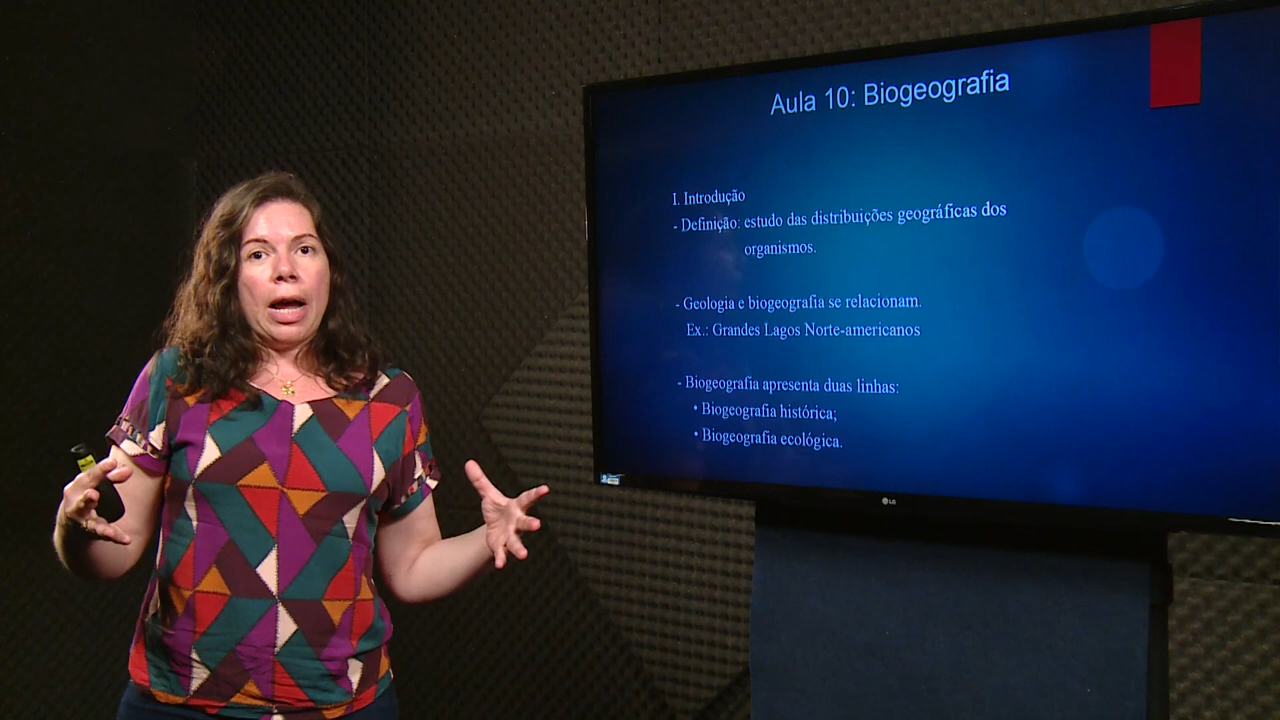 Aula 10: Biogeografia
I. Introdução
- Definição: estudo das distribuições geográficas dos
organismos.
- Geologia e biogeografia se relacionam.
Ex.: Grandes Lagos Norte-americanos
- Biogeografia apresenta duas linhas:
• Biogeografia histórica;
• Biogeografia ecológica.
LG